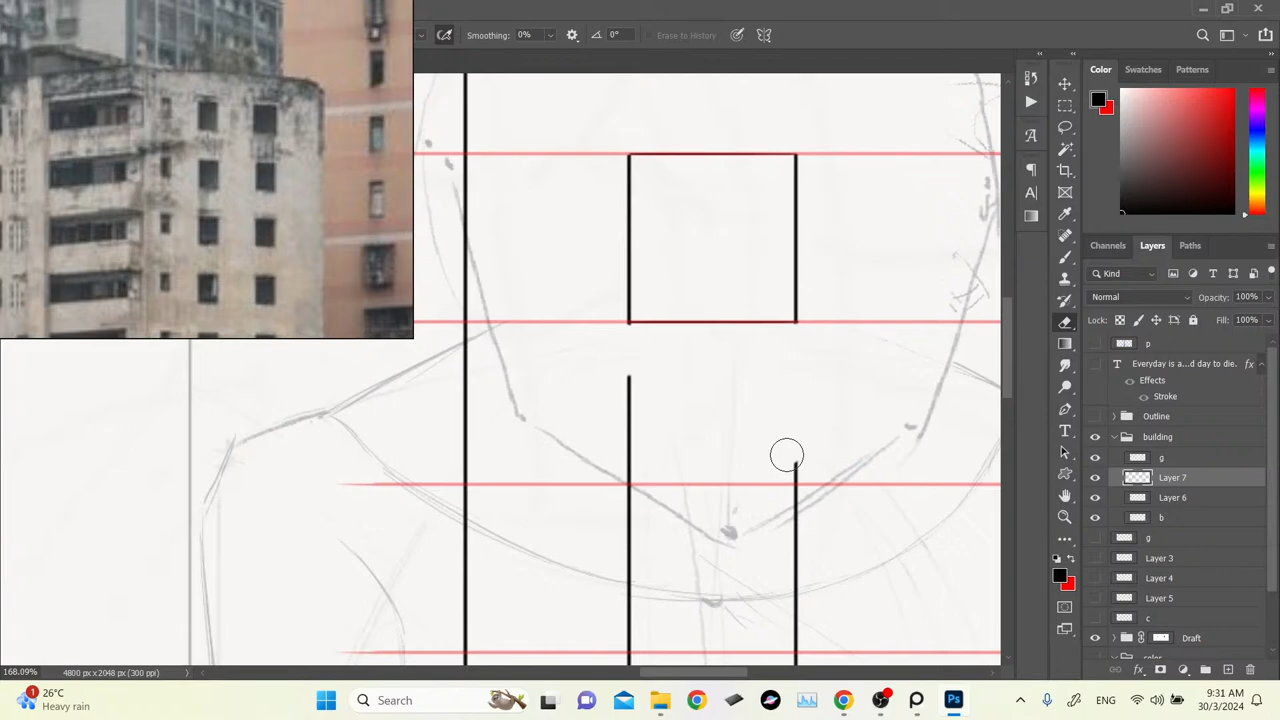 Smoothing: 0%
0°
Erase to History
Color
Swatches
Patterns
Channels
Layers
Paths
Kind
Normal
Opacity: 100%
Lock:
Fill: 100%
p
T Everyday is a...d day to die. fx
Effects
Stroke
Outline
building
g
Layer 7
Layer 6
b
g
Layer 3
Layer 4
Layer 5
c
Draft
168.09%
4800 px x 2048 px (300 ppi)
1
26°C
Heavy rain
Search
Ps
ENG
9:31 AM
30/3/2024